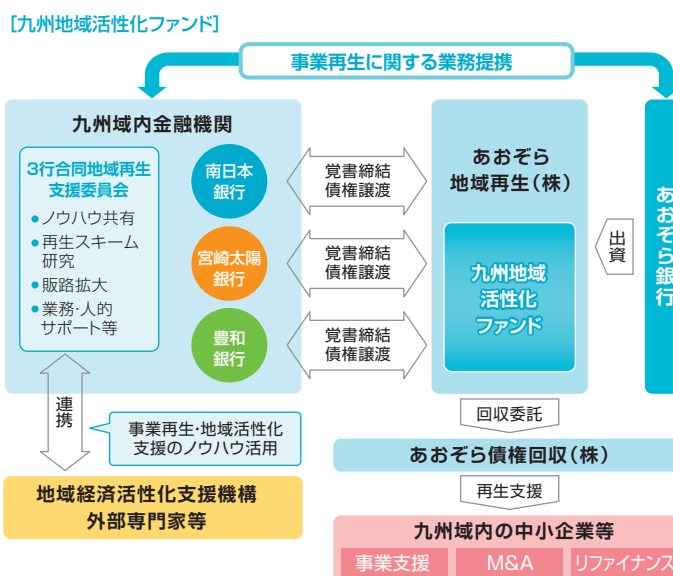 ［九州地域活性化ファンド］
事業再生に関する業務提携
九州域内金融機関
3行合同地域再生
支援委員会
●ノウハウ共有
●再生スキーム
研究
●販路拡大
●業務・人的
サポート等
南日本
銀行
宮崎太陽
銀行
豊和
銀行
覚書締結
債権譲渡
覚書締結
債権譲渡
覚書締結
債権譲渡
あおぞら
地域再生（株）
九州地域
活性化
ファンド
出資
あおぞら銀行
連携
事業再生・地域活性化
支援のノウハウ活用
地域経済活性化支援機構
外部専門家等
回収委託
あおぞら債権回収（株）
再生支援
九州域内の中小企業等
事業支援
M&A
リファイナンス